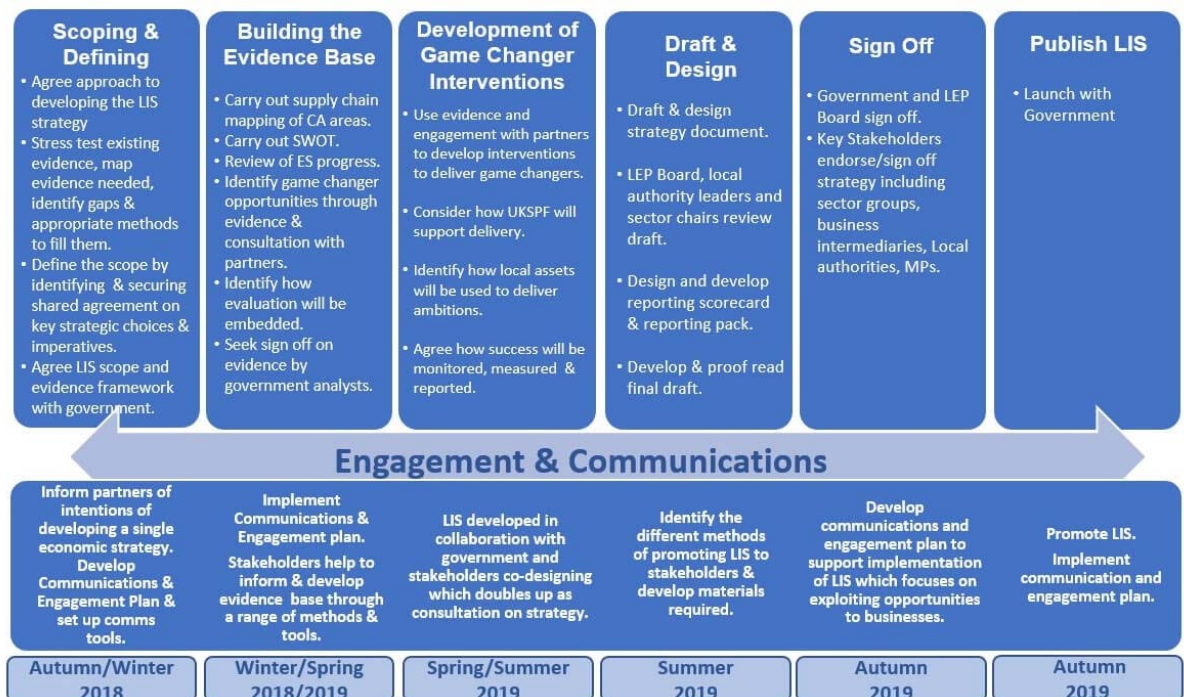 Scoping &
Defining
• Agree approach to
developing the LIS
strategy
• Stress test existing
evidence, map
evidence needed,
identify gaps &
appropriate methods
to fill them.
• Define the scope by
identifying & securing
shared agreement on
key strategic choices &
imperatives.
• Agree LIS scope and
evidence framework
with government.
Building the
Evidence Base
• Carry out supply chain
mapping of CA areas.
• Carry out SWOT.
• Review of ES progress.
• Identify game changer
opportunities through
evidence &
consultation with
partners.
• Identify how
evaluation will be
embedded.
• Seek sign off on
evidence by
government analysts.
Development of
Game Changer
Interventions
• Use evidence and
engagement with partners
to develop interventions
to deliver game changers.
• Consider how UKSPF will
support delivery.
• Identify how local assets
will be used to deliver
ambitions.
• Agree how success will be
monitored, measured &
reported.
Draft &
Design
• Draft & design
strategy document.
• LEP Board, local
authority leaders and
sector chairs review
draft.
• Design and develop
reporting scorecard
& reporting pack.
• Develop & proof read
final draft.
Sign Off
• Government and LEP
Board sign off.
• Key Stakeholders
endorse/sign off
strategy including
sector groups,
business
intermediaries, Local
authorities, MPs.
Publish LIS
• Launch with
Government
Engagement & Communications
Inform partners of
intentions of
developing a single
economic strategy.
Develop
Communications &
Engagement Plan &
set up comms
tools.
Implement
Communications &
Engagement plan.
Stakeholders help to
inform & develop
evidence base through
a range of methods &
tools.
LIS developed in
collaboration with
government and
stakeholders co-designing
which doubles up as
consultation on strategy.
Identify the
different methods
of promoting LIS to
stakeholders &
develop materials
required.
Develop
communications and
engagement plan to
support implementation
of LIS which focuses on
exploiting opportunities
to businesses.
Promote LIS.
Implement
communication and
engagement plan.
Autumn/Winter
2018
Winter/Spring
2018/2019
Spring/Summer
2019
Summer
2019
Autumn
2019
Autumn
2019